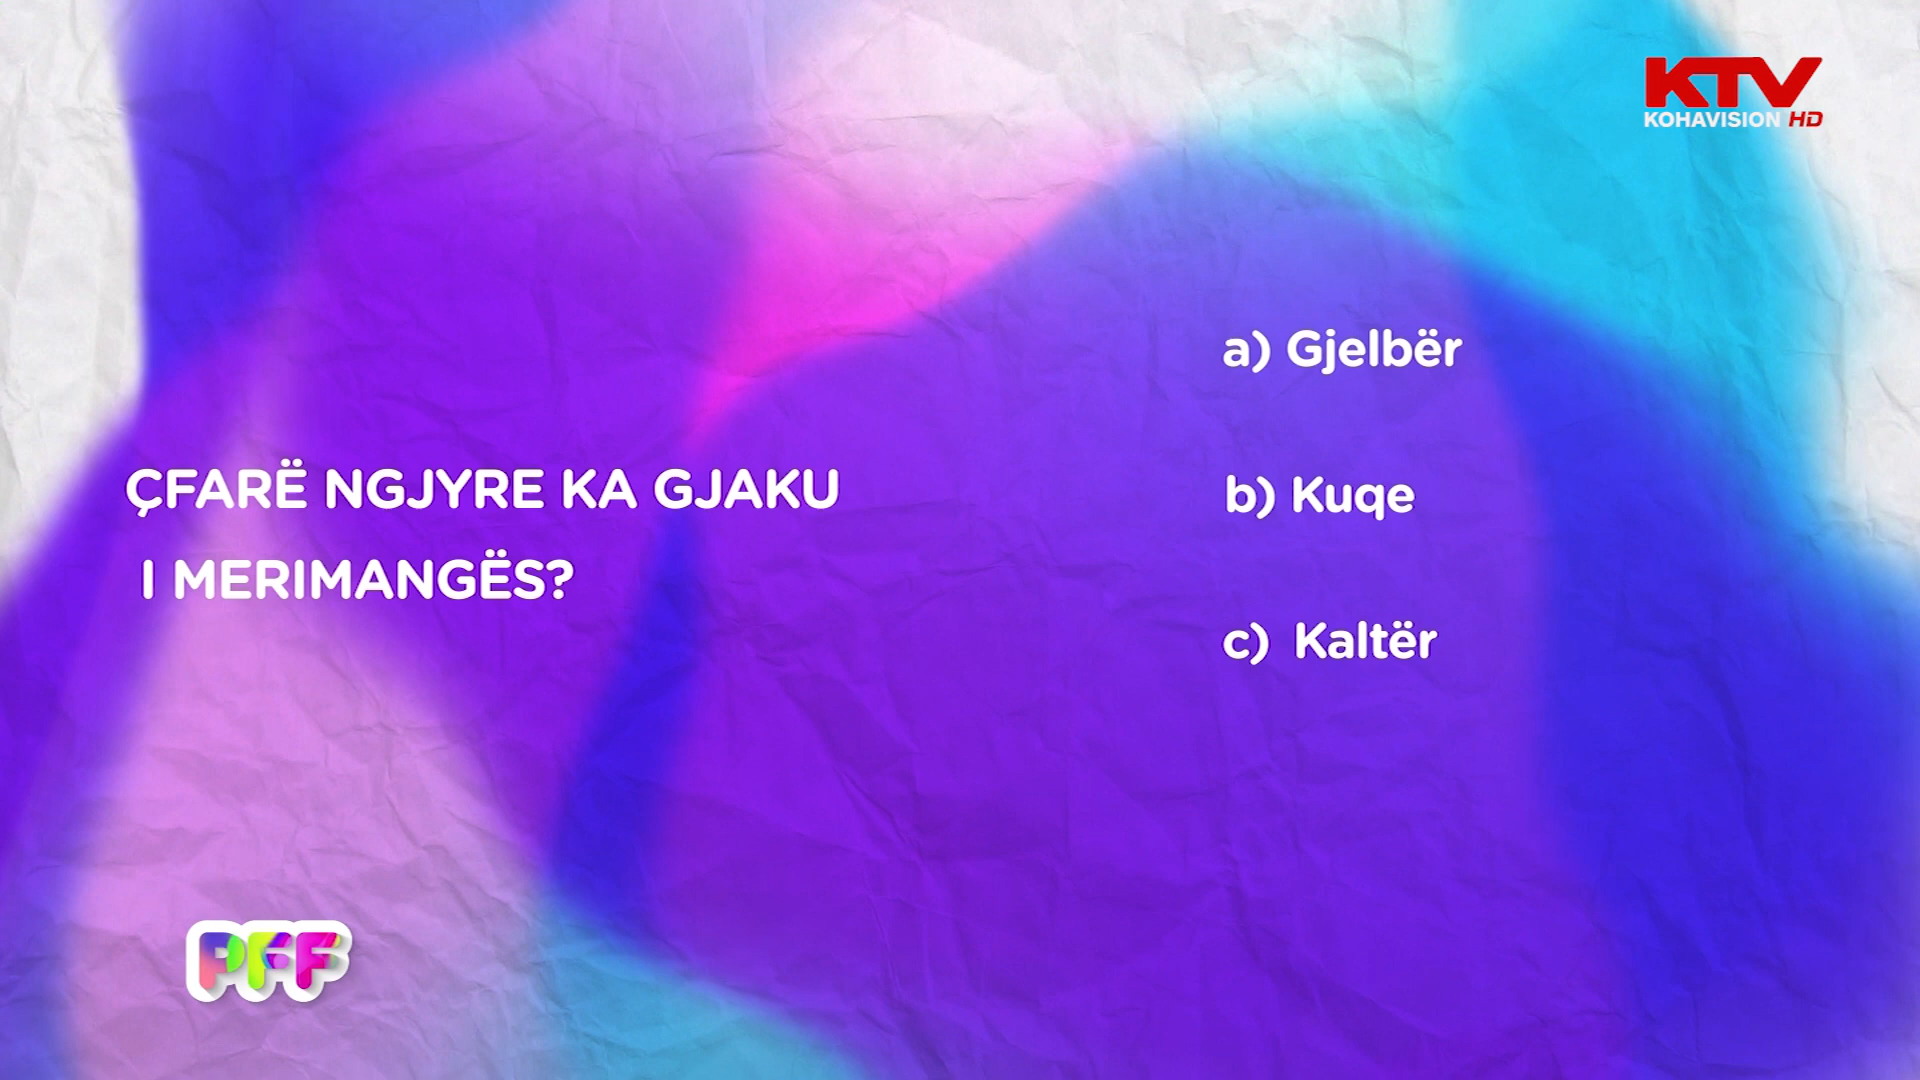 KTV
KOHAVISION HD
ÇFARË NGJYRE KA GJAKU
I MERIMANGËS?
a) Gjelbër
b) Kuqe
c) Kaltër
PFF